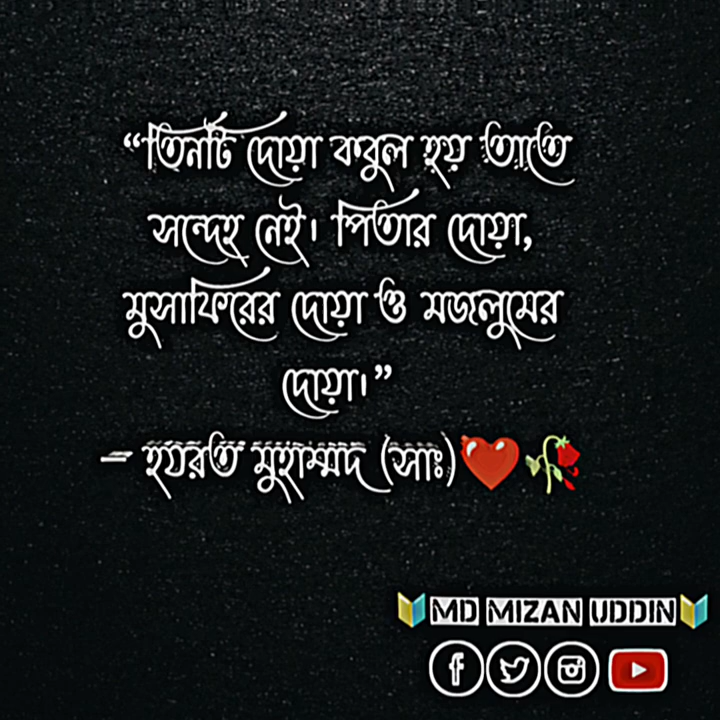 “তিনটি দোয়া কবুল হয় তাতে
সন্দেহ নেই। পিতার দোয়া,
মুসাফিরের দোয়া ও মজলুমের
দোয়া।”
– হযরত মুহাম্মদ (সাঃ)❤️🥀
🔰MD MIZAN UDDIN🔰